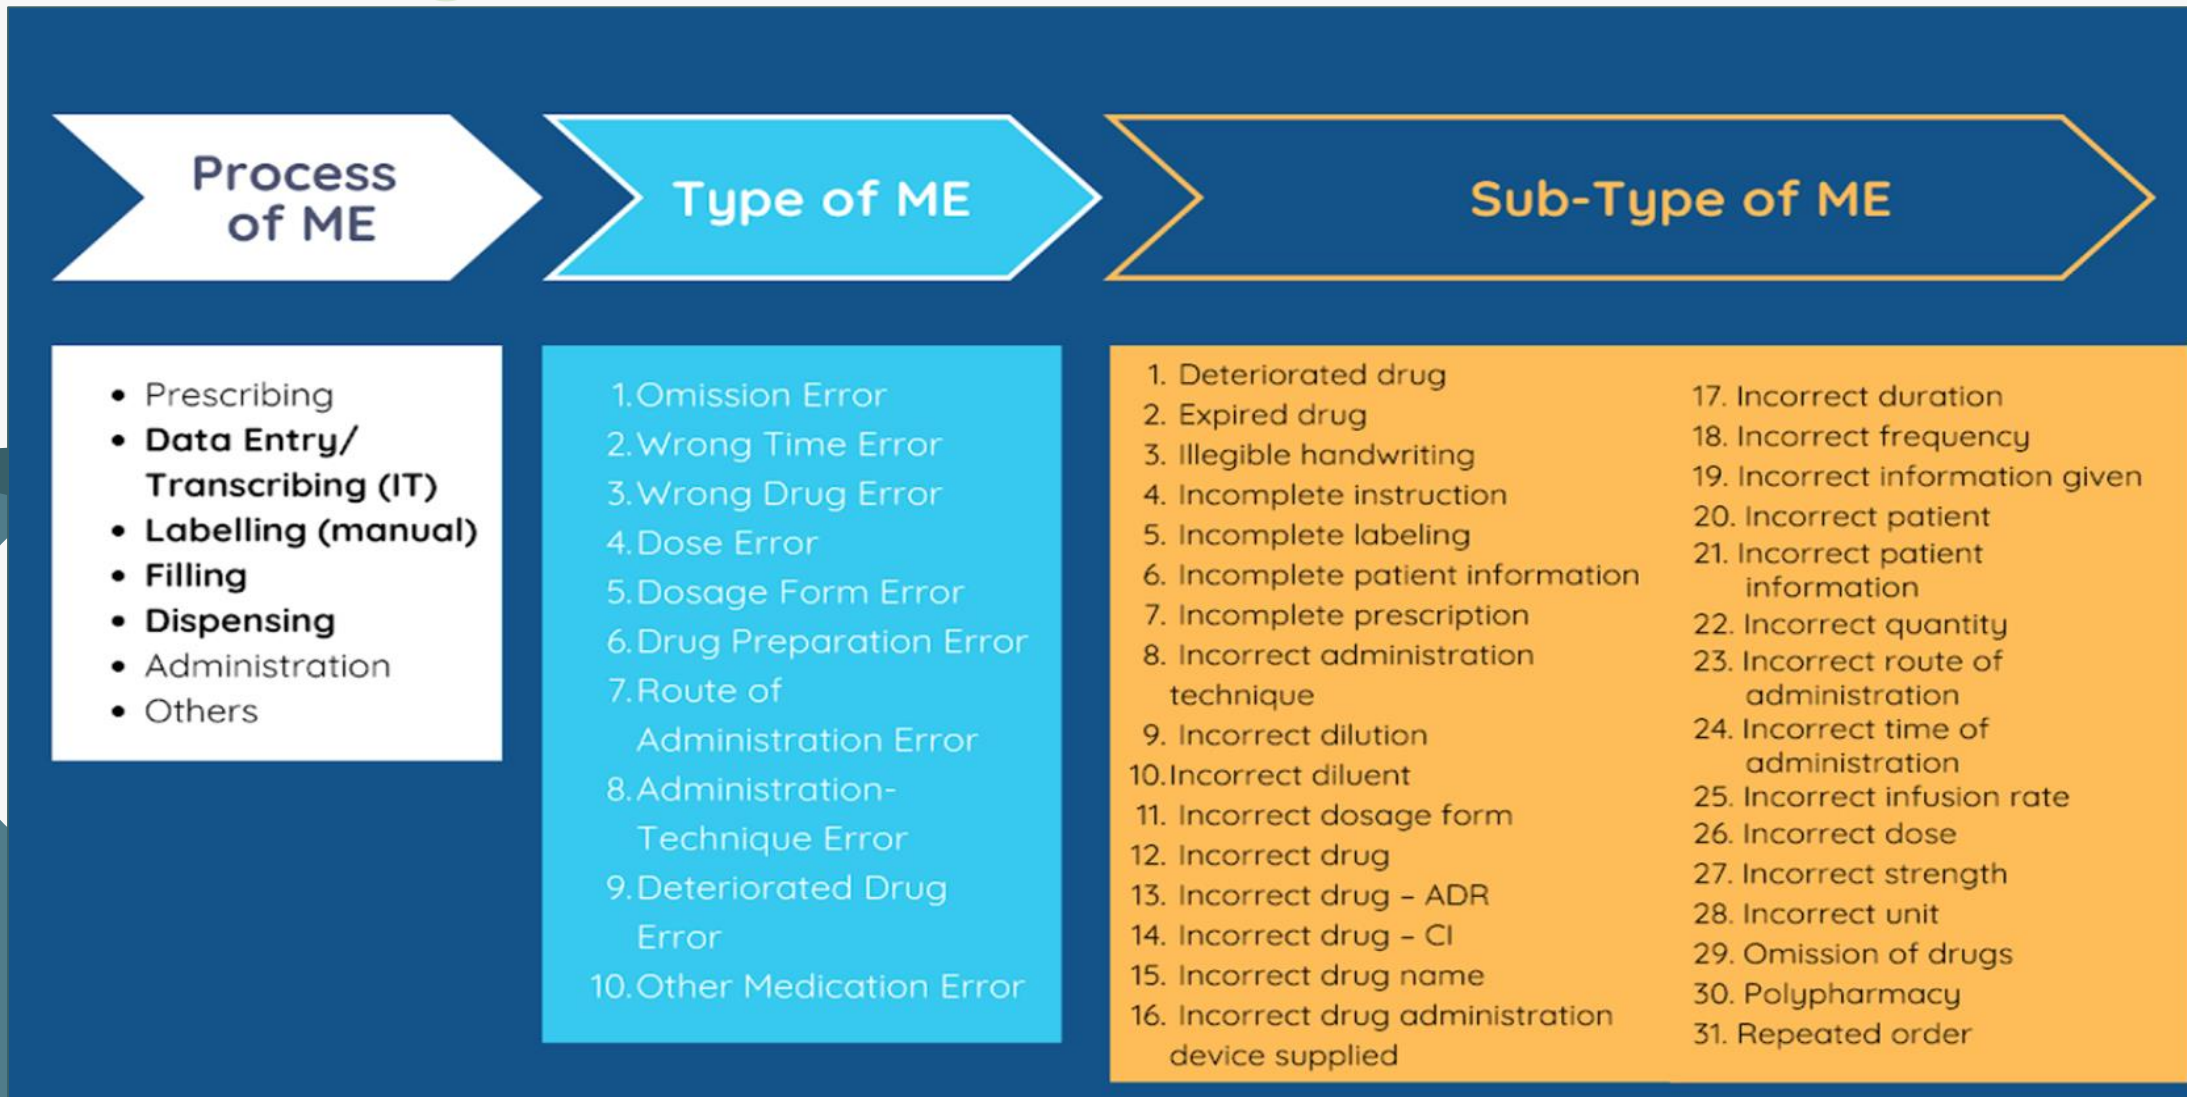 Process
of ME
Type of ME
Sub-Type of ME
• Prescribing
• Data Entry/
Transcribing (IT)
• Labelling (manual)
• Filling
• Dispensing
• Administration
• Others
1. Omission Error
2. Wrong Time Error
3. Wrong Drug Error
4. Dose Error
5. Dosage Form Error
6. Drug Preparation Error
7. Route of
Administration Error
8. Administration-
Technique Error
9. Deteriorated Drug
Error
10. Other Medication Error
1. Deteriorated drug
2. Expired drug
3. Illegible handwriting
4. Incomplete instruction
5. Incomplete labeling
6. Incomplete patient information
7. Incomplete prescription
8. Incorrect administration
technique
9. Incorrect dilution
10. Incorrect diluent
11. Incorrect dosage form
12. Incorrect drug
13. Incorrect drug – ADR
14. Incorrect drug – CI
15. Incorrect drug name
16. Incorrect drug administration
device supplied
17. Incorrect duration
18. Incorrect frequency
19. Incorrect information given
20. Incorrect patient
21. Incorrect patient
information
22. Incorrect quantity
23. Incorrect route of
administration
24. Incorrect time of
administration
25. Incorrect infusion rate
26. Incorrect dose
27. Incorrect strength
28. Incorrect unit
29. Omission of drugs
30. Polypharmacy
31. Repeated order